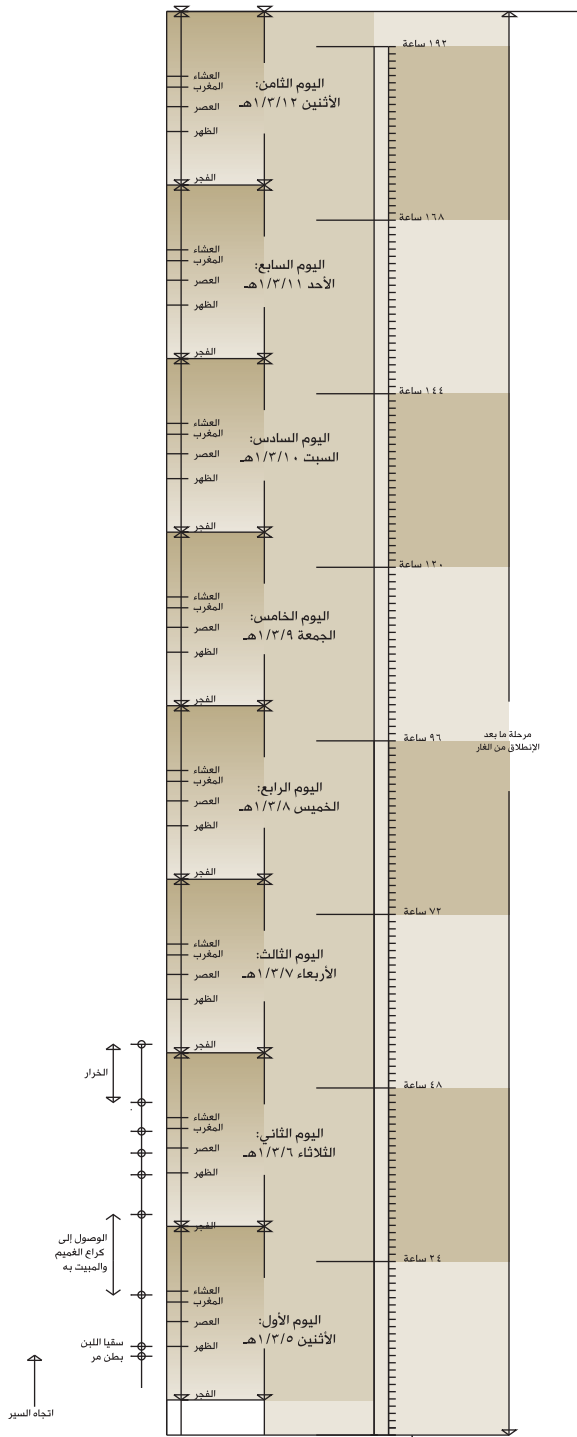 ١٩٢ ساعة
اليوم الثامن:
الأثنين ١/٣/١٢هـ
العشاء
المغرب
العصر
الظهر
الفجر
١٦٨ ساعة
اليوم السابع:
الأحد ١/٣/١١هـ
العشاء
المغرب
العصر
الظهر
الفجر
١٤٤ ساعة
اليوم السادس:
السبت ١/٣/١٠هـ
العشاء
المغرب
العصر
الظهر
الفجر
١٢٠ ساعة
اليوم الخامس:
الجمعة ١/٣/٩هـ
العشاء
المغرب
العصر
الظهر
الفجر
مرحلة ما بعد
الإنطلاق من الغار
٩٦ ساعة
اليوم الرابع:
الخميس ١/٣/٨هـ
العشاء
المغرب
العصر
الظهر
الفجر
٧٢ ساعة
اليوم الثالث:
الأربعاء ١/٣/٧هـ
العشاء
المغرب
العصر
الظهر
الفجر
الخرار
٤٨ ساعة
اليوم الثاني:
الثلاثاء ١/٣/٦هـ
العشاء
المغرب
العصر
الظهر
الفجر
الوصول إلى
كراع الغميم
والمبيت به
٢٤ ساعة
اليوم الأول:
الأثنين ١/٣/٥هـ
العشاء
المغرب
العصر
الظهر
الفجر
سقيا اللبن
بطن مر
اتجاه السير